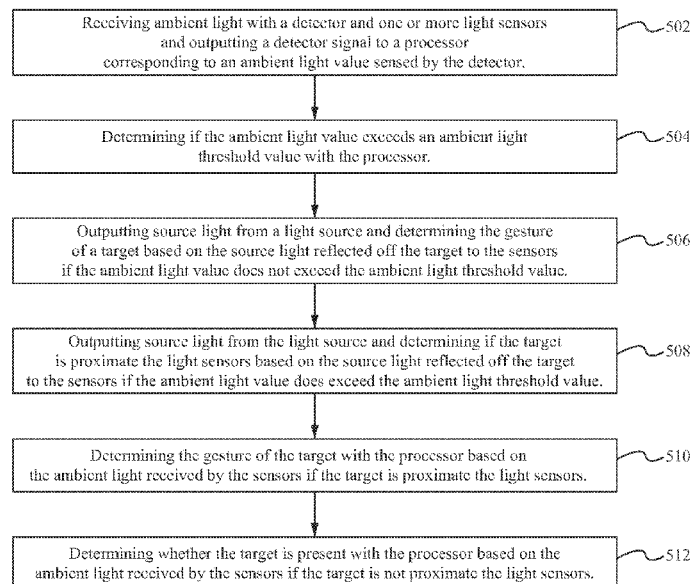 Receiving ambient light with a detector and one or more light sensors
and outputting a detector signal to a processor
corresponding to an ambient light value sensed by the detector.
502
Determining if the ambient light value exceeds an ambient light
threshold value with the processor.
504
Outputting source light from a light source and determining the gesture
of a target based on the source light reflected off the target to the sensors
if the ambient light value does not exceed the ambient light threshold value.
506
Outputting source light from the light source and determining if the target
is proximate the light sensors based on the source light reflected off the target
to the sensors if the ambient light value does exceed the ambient light threshold value.
508
Determining the gesture of the target with the processor based on
the ambient light received by the sensors if the target is proximate the light sensors.
510
Determining whether the target is present with the processor based on the
ambient light received by the sensors if the target is not proximate the light sensors.
512